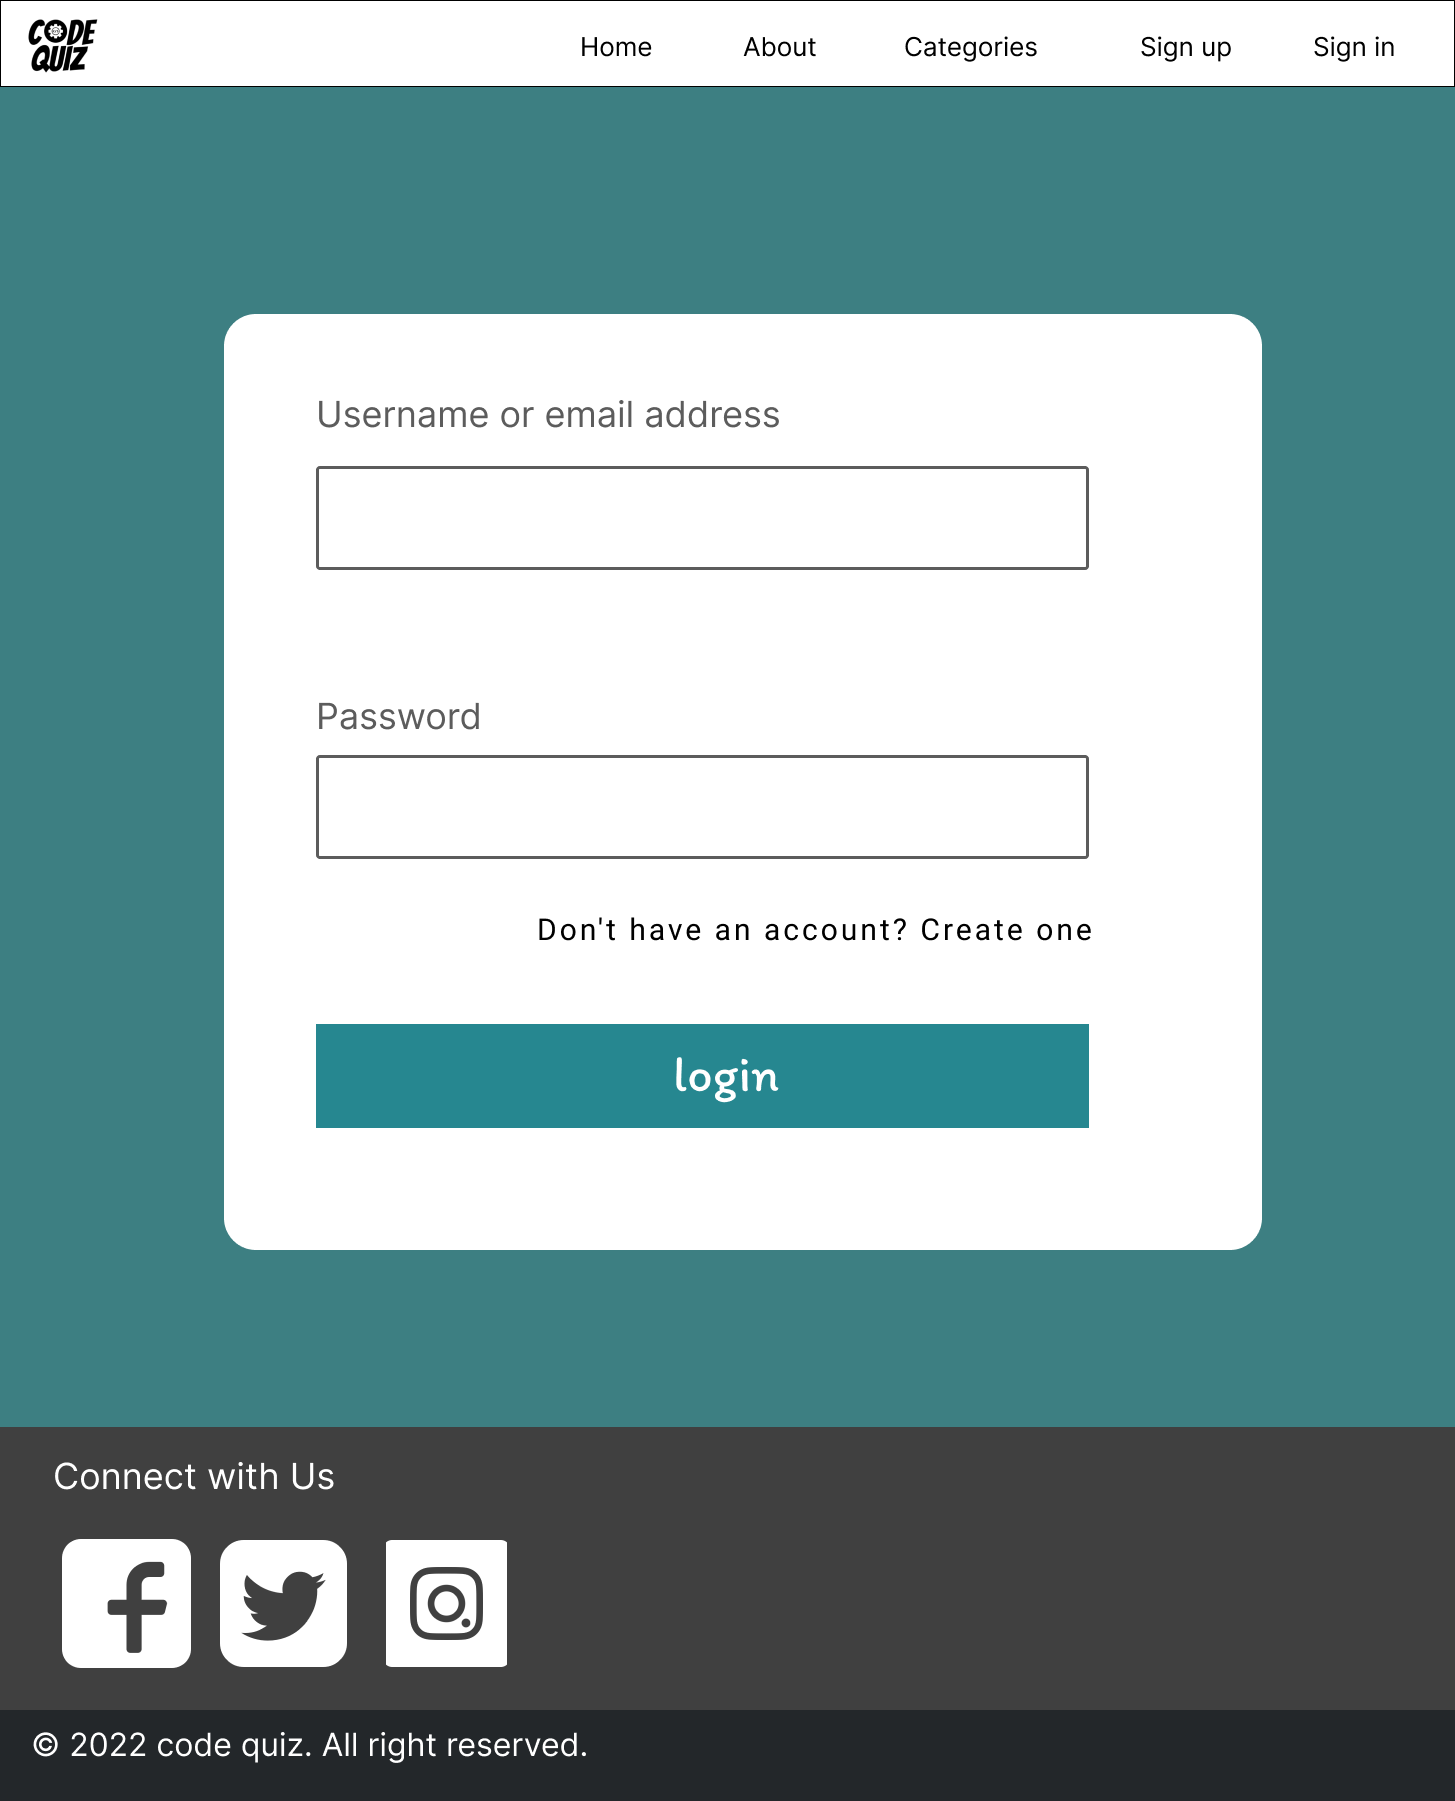 CODE
QUIZ
Home About Categories Sign up Sign in
Username or email address
Password
Don't have an account? Create one
login
Connect with Us
© 2022 code quiz. All right reserved.